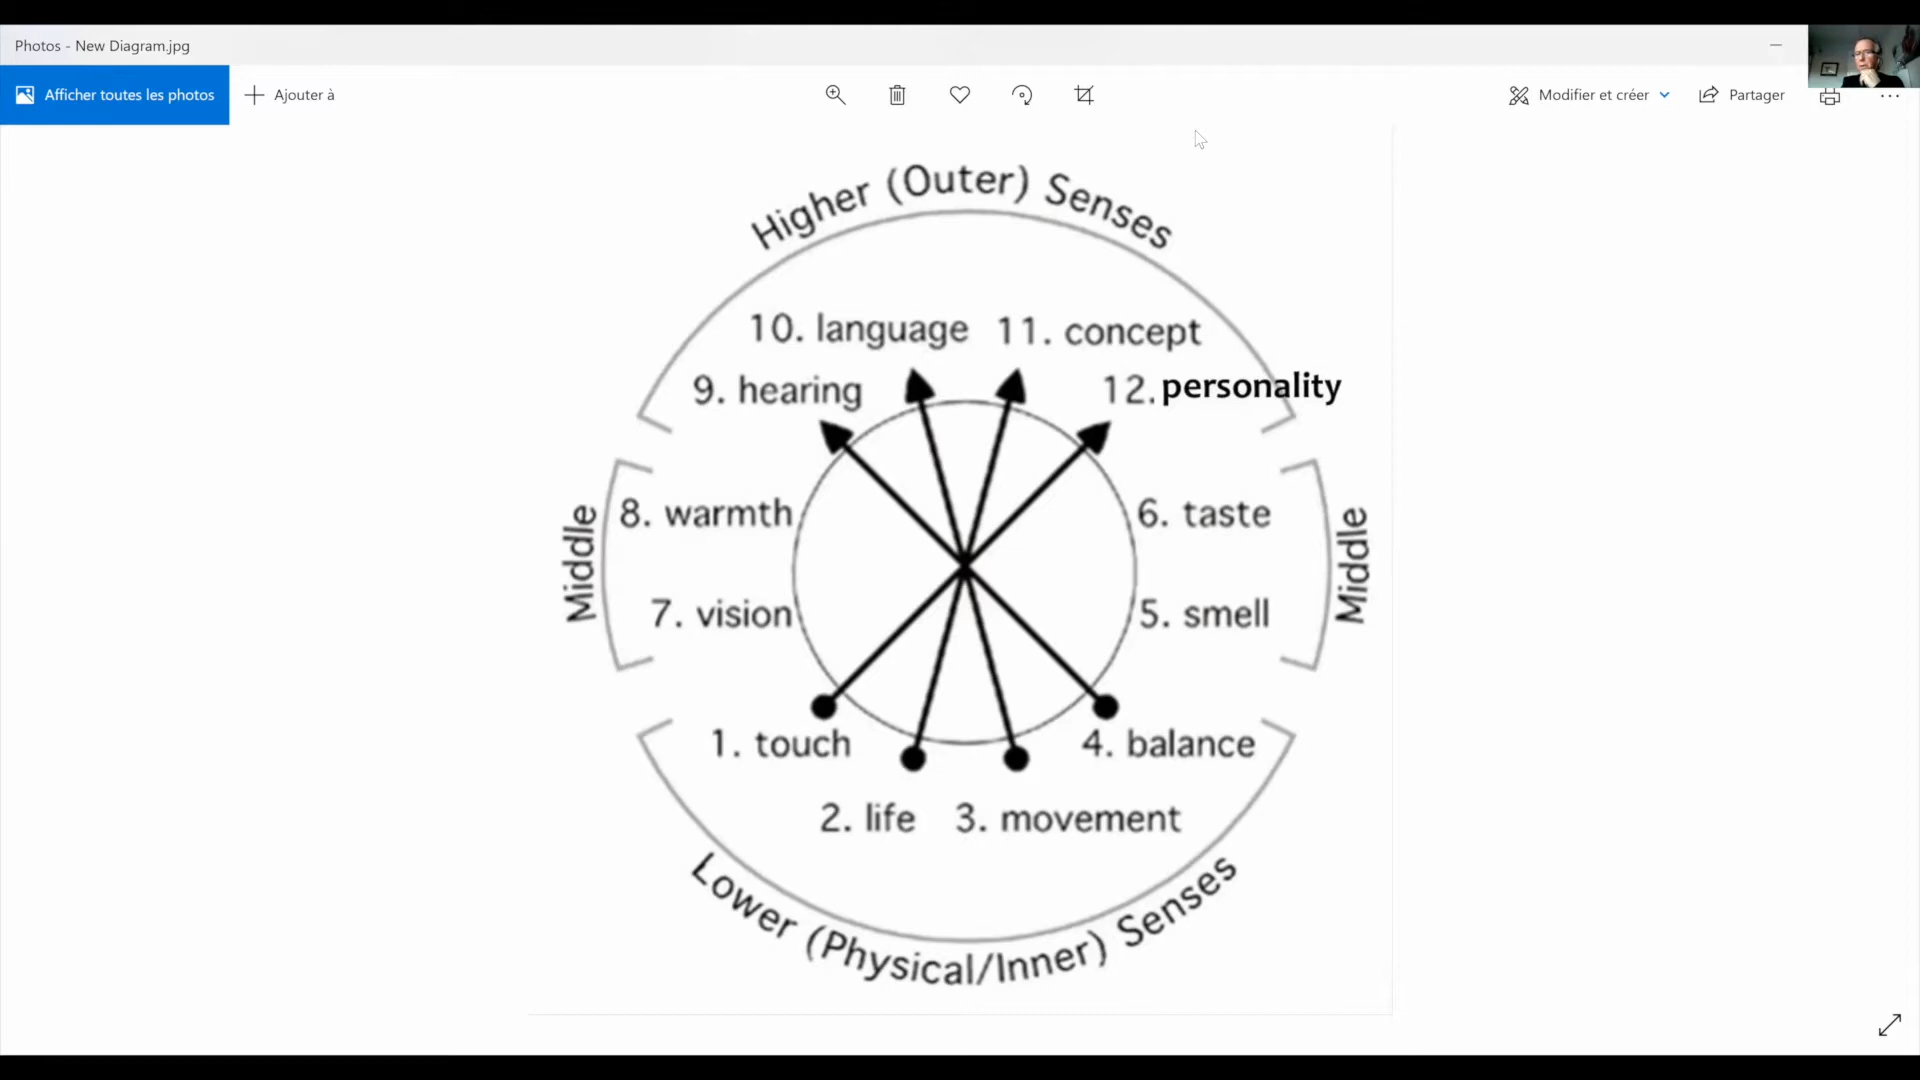 Photos - New Diagram.jpg
Afficher toutes les photos
Ajouter à
Modifier et créer
Partager
Higher (Outer) Senses
10. language 11. concept
9. hearing
12. personality
Middle
8. warmth
6. taste
Middle
7. vision
5. smell
1. touch
4. balance
2. life 3. movement
Lower (Physical/Inner) Senses